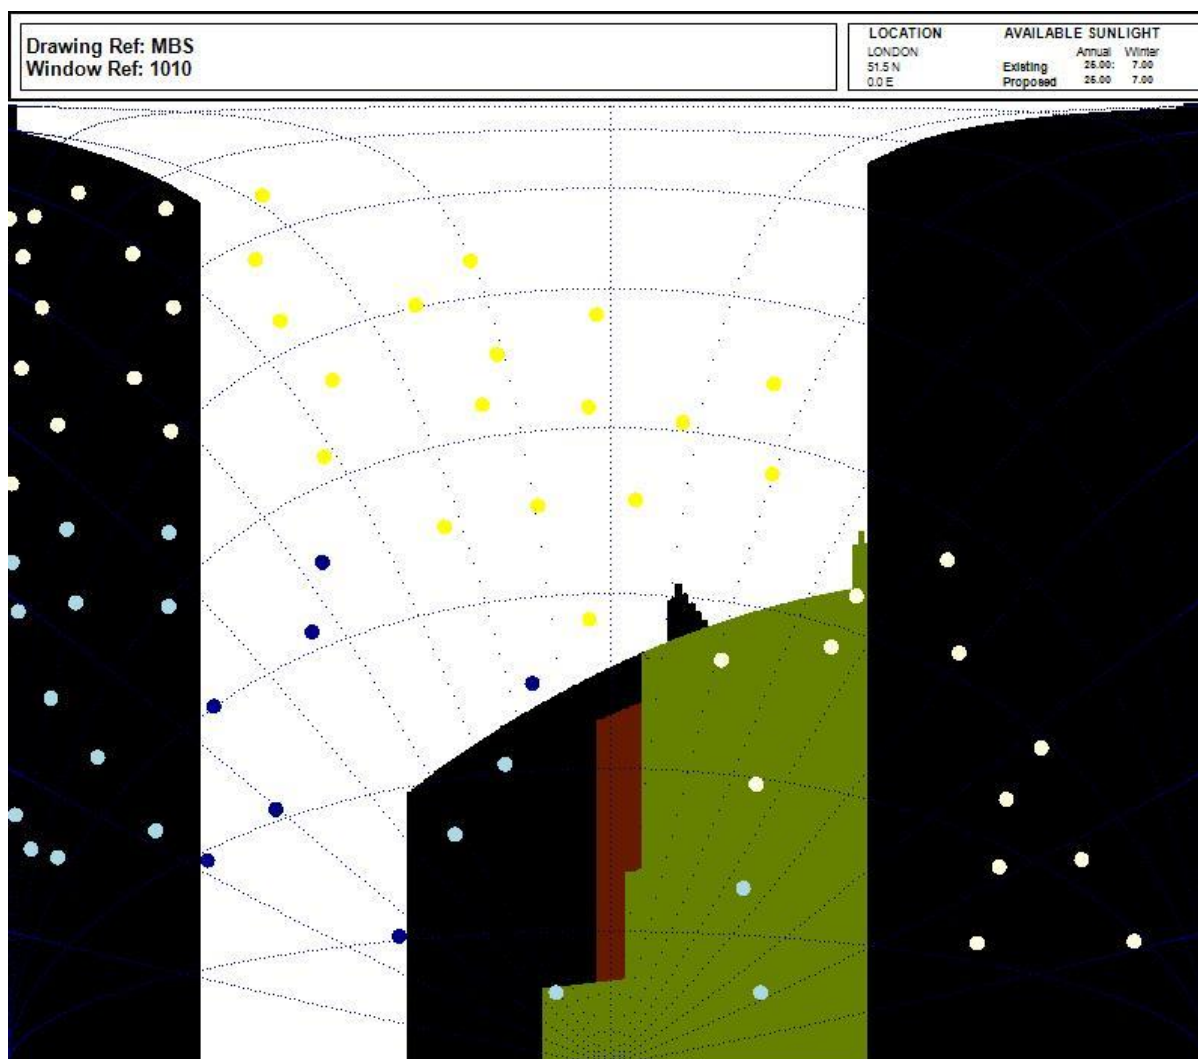 Drawing Ref: MBS
Window Ref: 1010
LOCATION
LONDON
51.5 N
0.0 E
AVAILABLE SUNLIGHT
Annual Winter
Existing 25.00: 7.00
Proposed 25.00 7.00